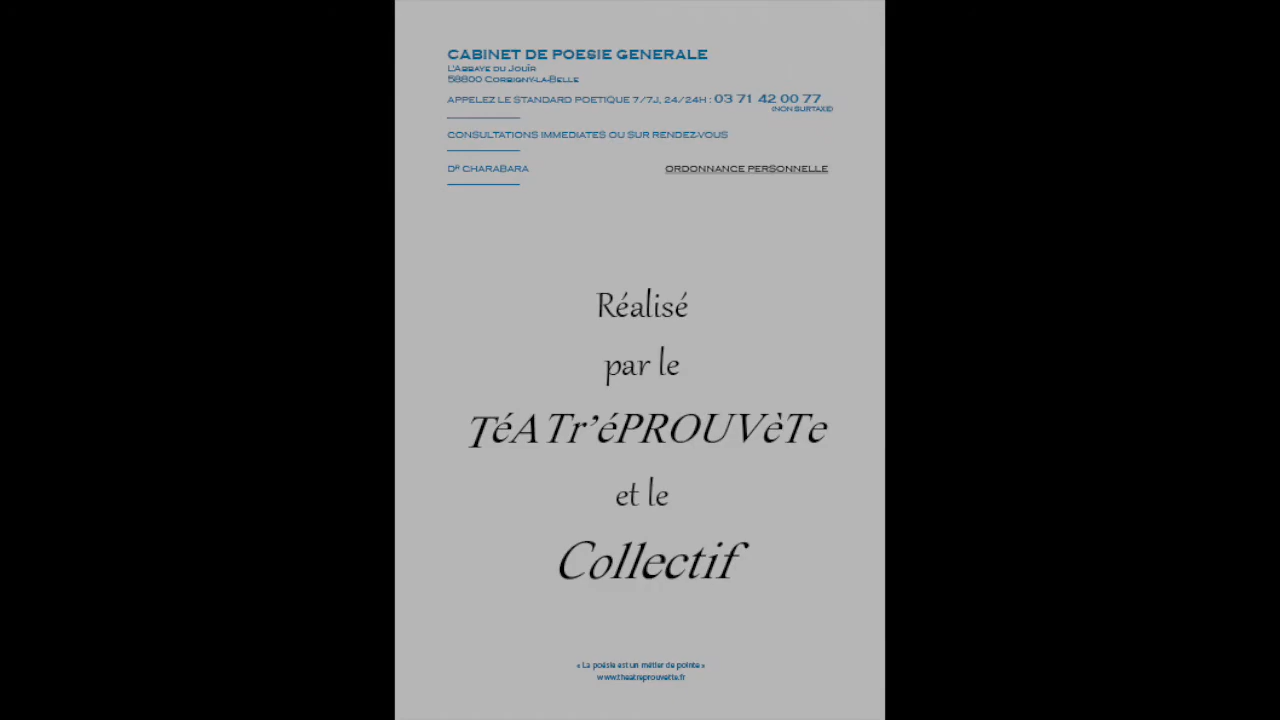 CABINET DE POESIE GENERALE
L'Abbaye du Jouïr
58800 Corbigny-la-Belle
APPELEZ LE STANDARD POETIQUE 7/7J, 24/24H : 03 71 42 00 77
(NON SURTAXE)
CONSULTATIONS IMMEDIATES OU SUR RENDEZ-VOUS
DR CHARABARA
ORDONNANCE PERSONNELLE
Réalisé
par le
TéATr'éPROUVèTe
et le
Collectif
« La poésie est un métier de pointe »
www.theatreprouvette.fr